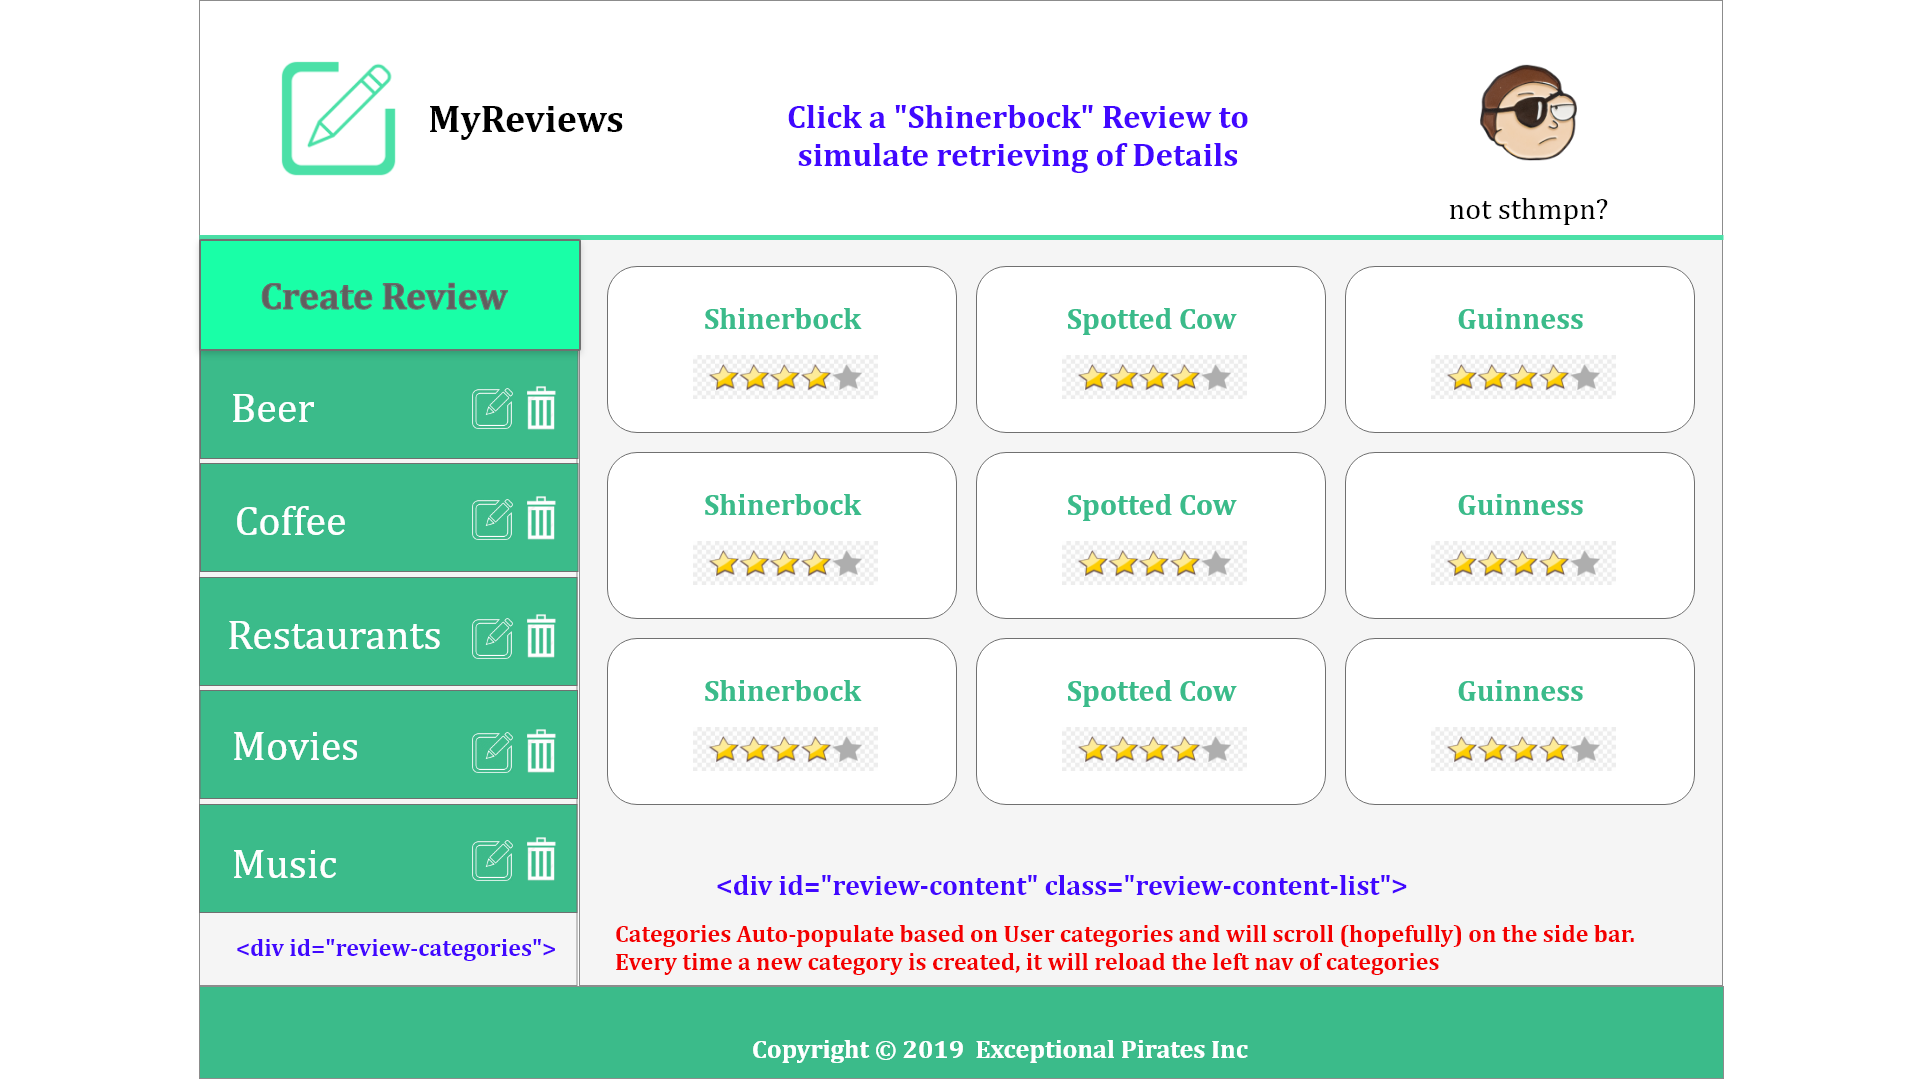 MyReviews
Click a "Shinerbock" Review to
simulate retrieving of Details
not sthmpn?
Create Review
Beer
Coffee
Restaurants
Movies
Music
<div id="review-categories">
Shinerbock
Spotted Cow
Guinness
Shinerbock
Spotted Cow
Guinness
Shinerbock
Spotted Cow
Guinness
<div id="review-content" class="review-content-list">
Categories Auto-populate based on User categories and will scroll (hopefully) on the side bar.
Every time a new category is created, it will reload the left nav of categories
Copyright © 2019 Exceptional Pirates Inc